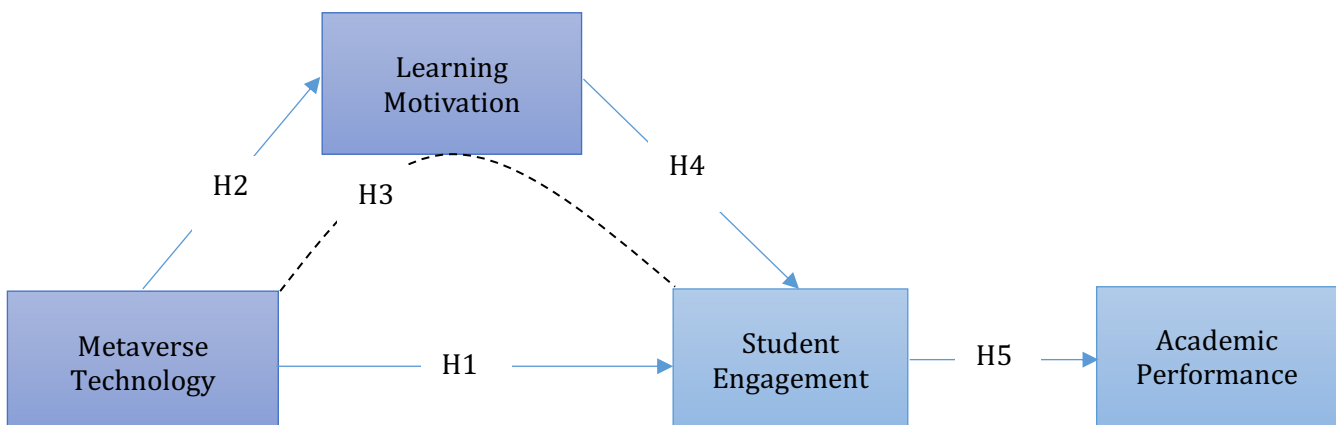 Learning
Motivation
H2
H3
H4
Metaverse
Technology
H1
Student
Engagement
H5
Academic
Performance